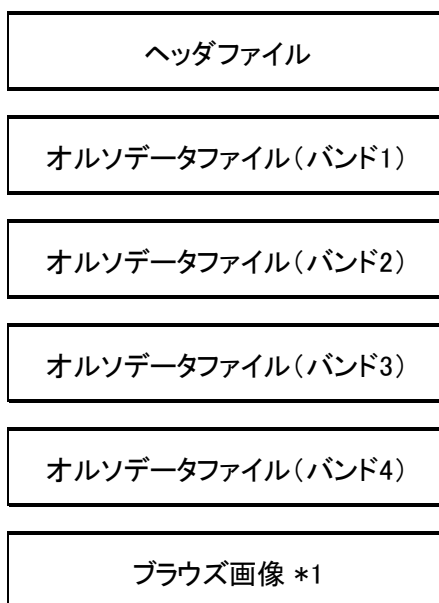 ヘッダファイル
オルソデータファイル（バンド1）
オルソデータファイル（バンド2）
オルソデータファイル（バンド3）
オルソデータファイル（バンド4）
ブラウズ画像 *1